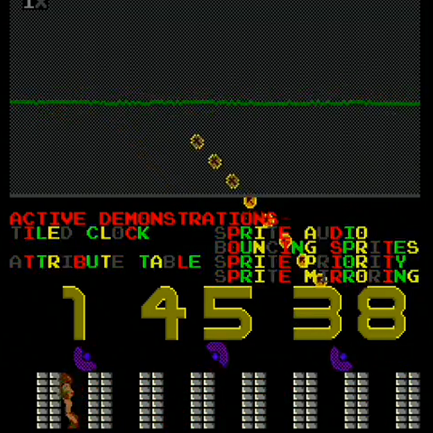 1X
ACTIVE DEMONSTRATIONS-
TILED CLOCK SPRITE AUDIO
BOUNCING SPRITES
ATTRIBUTE TABLE SPRITE PRIORITY
SPRITE MIRRORING
1 45 38